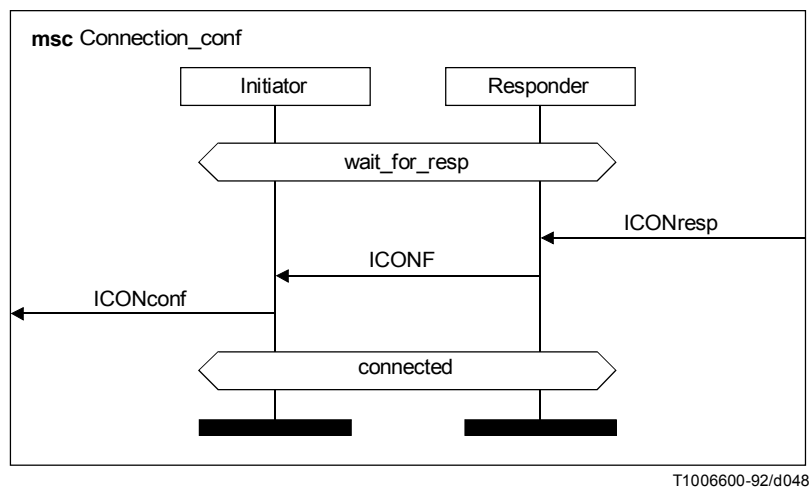 msc Connection_conf
Initiator
Responder
wait_for_resp
ICONresp
ICONF
ICONconf
connected
T1006600-92/d048